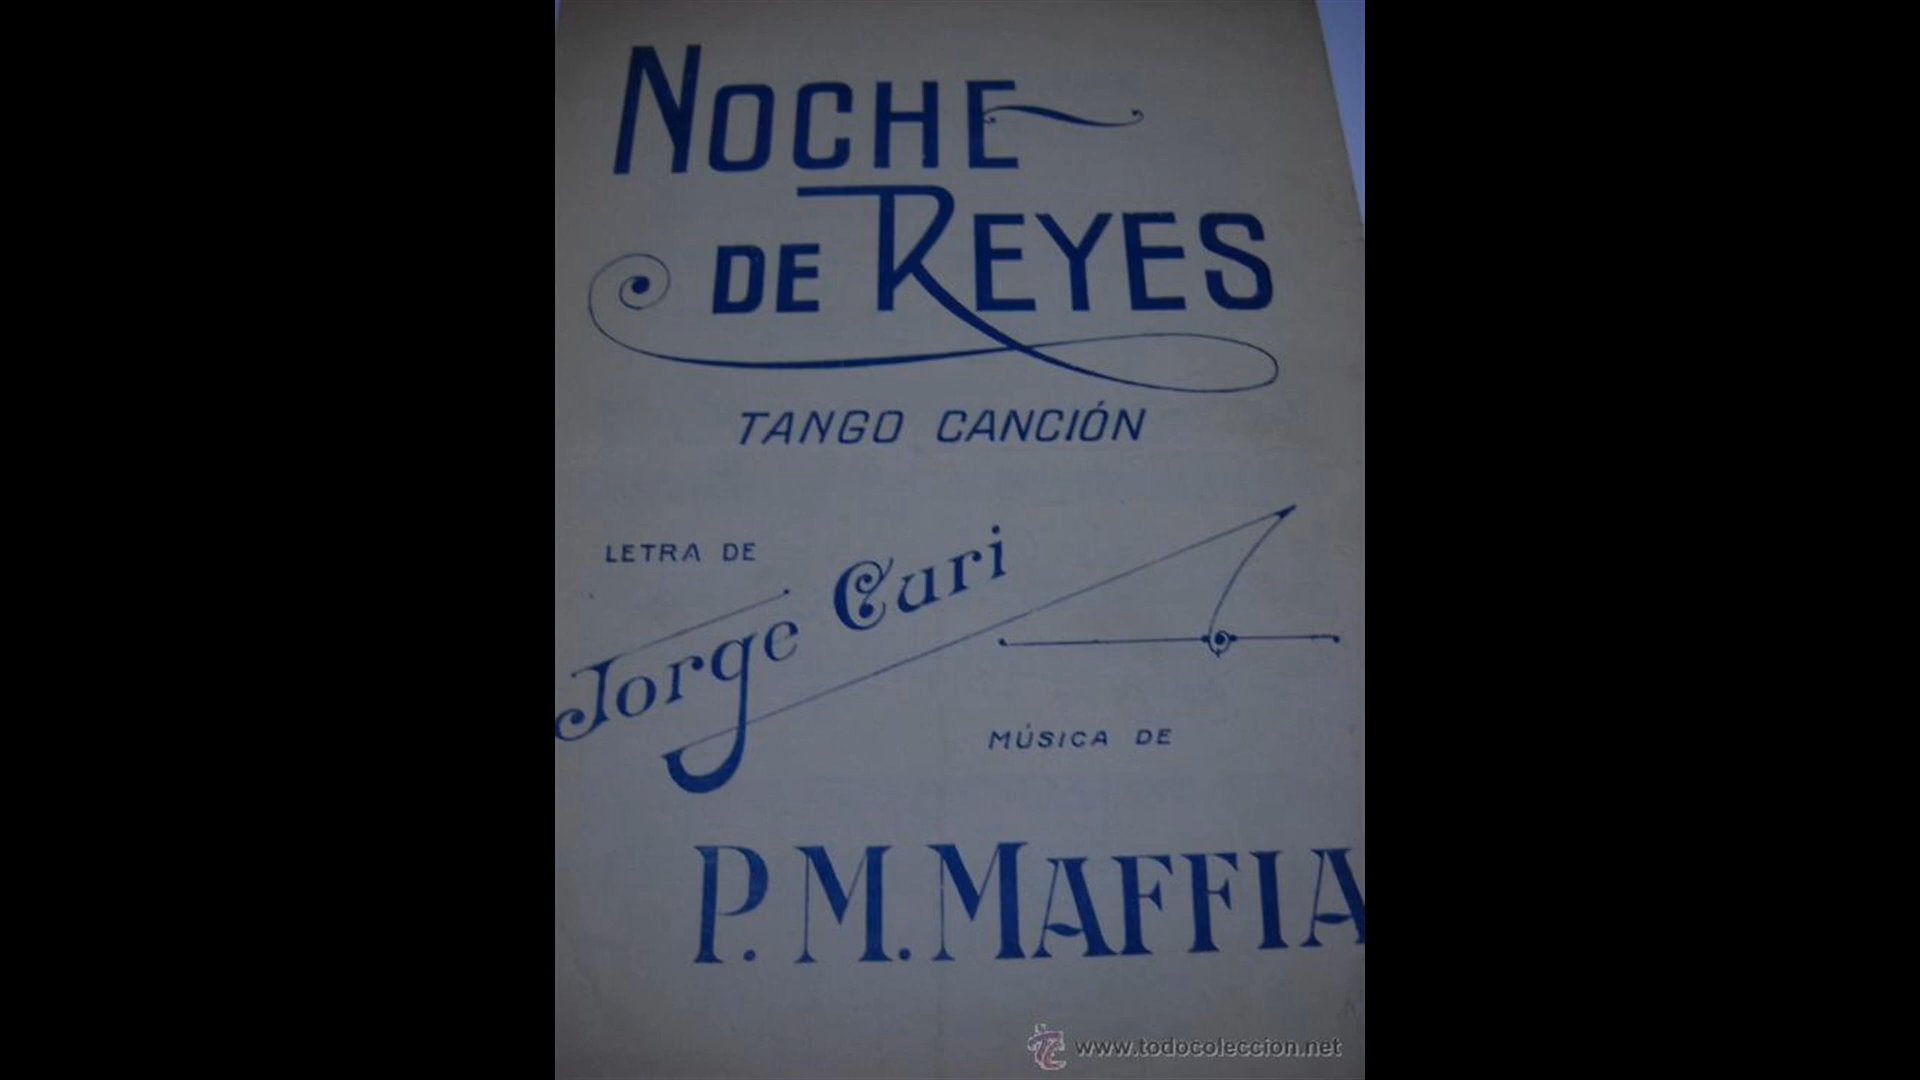 NOCHE
DE REYES
TANGO CANCIÓN
LETRA DE
Jorge Curi
MÚSICA DE
P. M. MAFFIA
www.todocoleccion.net